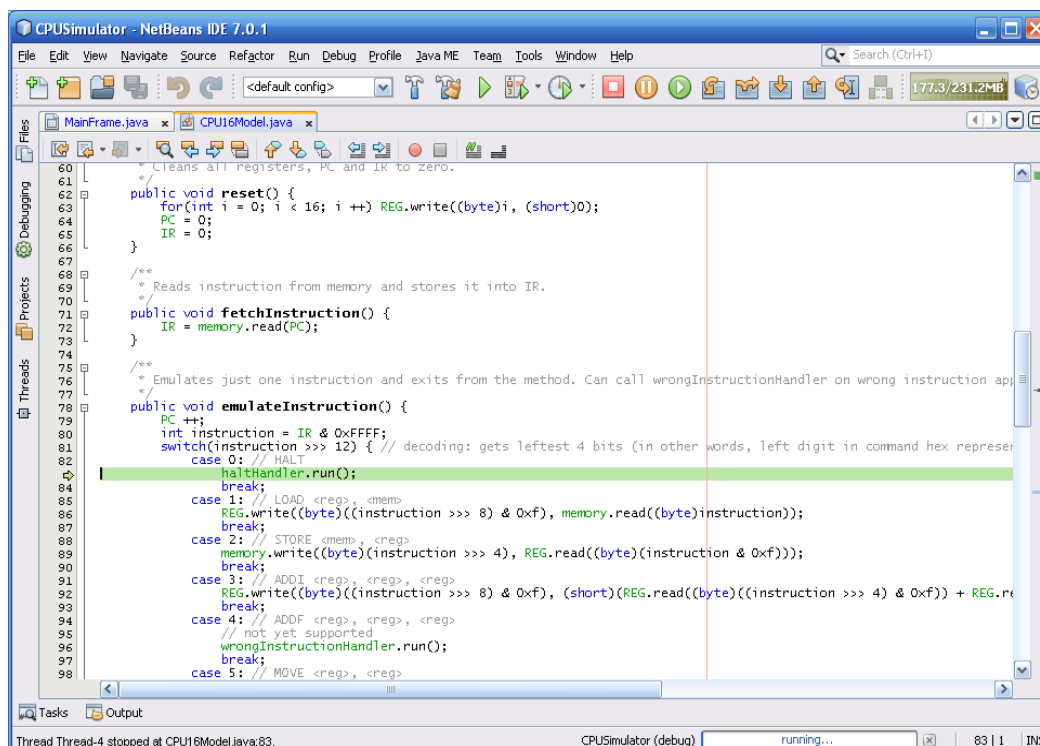 CPUSimulator - NetBeans IDE 7.0.1
File Edit View Navigate Source Refactor Run Debug Profile Java ME Team Tools Window Help Search (Ctrl+I)
<default config> 177.3/231.2MB
Files
Debugging
Projects
Threads
MainFrame.java x CPU16Model.java x
60 * Cleans all registers, PC and IR to zero.
61 */
62 public void reset() {
63 for(int i = 0; i < 16; i ++) REG.write((byte)i, (short)0);
64 PC = 0;
65 IR = 0;
66 }
67
68 /**
69 * Reads instruction from memory and stores it into IR.
70 */
71 public void fetchInstruction() {
72 IR = memory.read(PC);
73 }
74
75 /**
76 * Emulates just one instruction and exits from the method. Can call wrongInstructionHandler on wrong instruction app
77 */
78 public void emulateInstruction() {
79 PC ++;
80 int instruction = IR & 0xFFFF;
81 switch(instruction >>> 12) { // decoding: gets leftest 4 bits (in other words, left digit in command hex represer
82 case 0: // HALT
haltHandler.run();
84 break;
85 case 1: // LOAD <reg>, <mem>
86 REG.write((byte)((instruction >>> 8) & 0xf), memory.read((byte)instruction));
87 break;
88 case 2: // STORE <mem>, <reg>
89 memory.write((byte)(instruction >>> 4), REG.read((byte)(instruction & 0xf)));
90 break;
91 case 3: // ADDI <reg>, <reg>, <reg>
92 REG.write((byte)((instruction >>> 8) & 0xf), (short)(REG.read((byte)((instruction >>> 4) & 0xf)) + REG.re
93 break;
94 case 4: // ADDF <reg>, <reg>, <reg>
95 // not yet supported
96 wrongInstructionHandler.run();
97 break;
98 case 5: // MOVE <reg>, <reg>
Tasks Output
Thread Thread-4 stopped at CPU16Model.java:83. CPUSimulator (debug) running... 83 | 1 INS